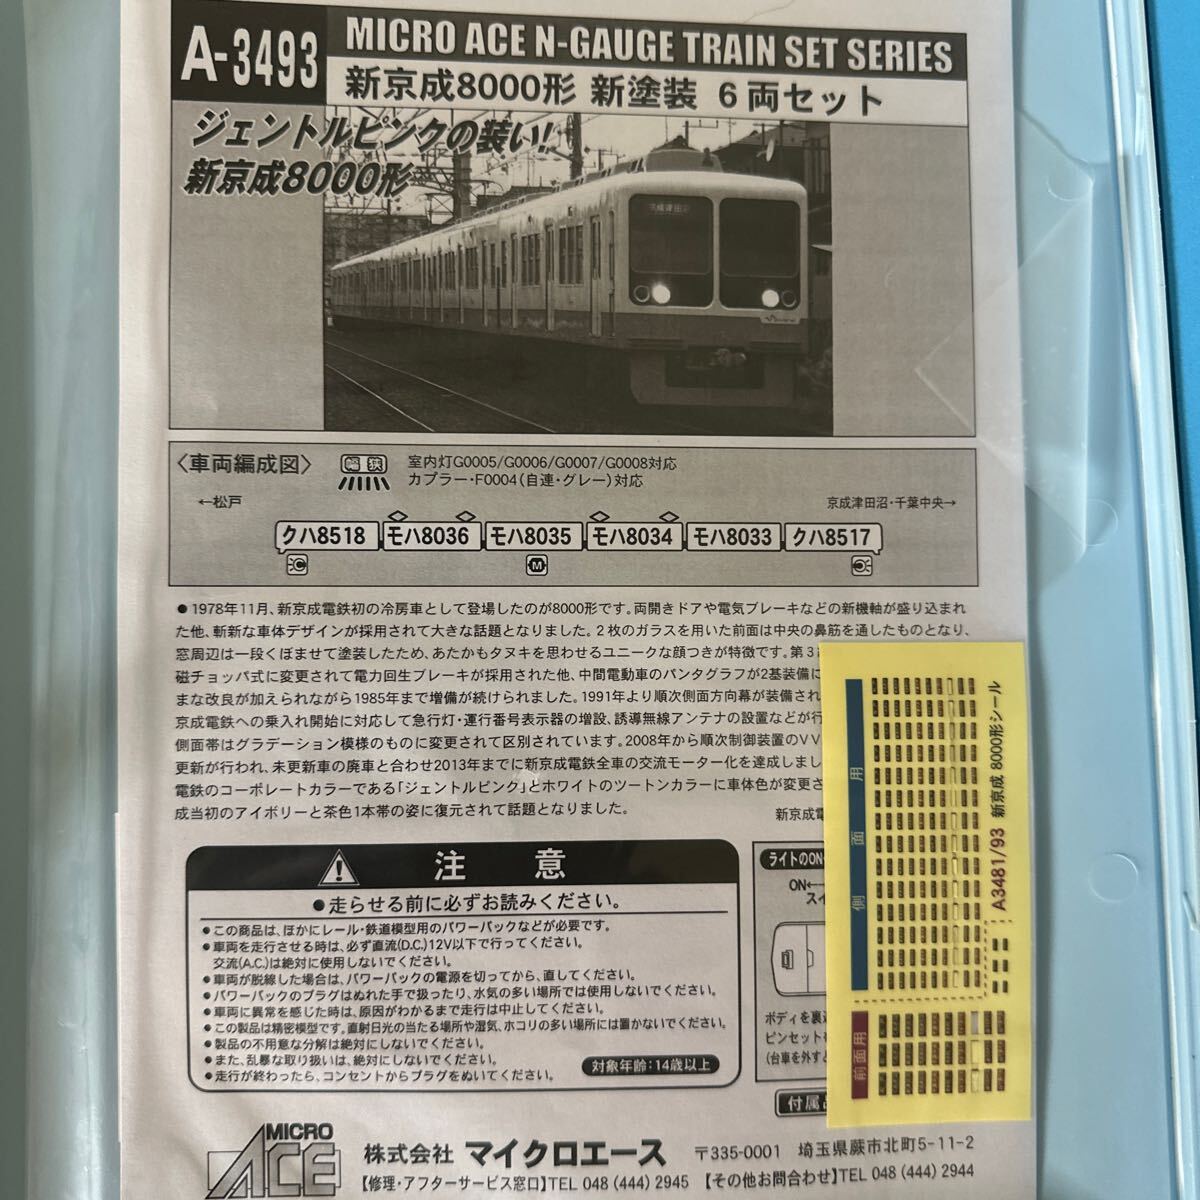 A-3493
MICRO ACE N-GAUGE TRAIN SET SERIES
新京成8000形 新塗装 6両セット
ジェントルピンクの装い!
新京成8000形
〈車両編成図〉
幅 狭
室内灯G0005/G0006/G0007/G0008対応
カプラー・F0004(自連・グレー)対応
←松戸
京成津田沼・千葉中央→
クハ8518 モハ8036 モハ8035 モハ8034 モハ8033 クハ8517
C M C
●1978年11月、新京成電鉄初の冷房車として登場したのが8000形です。両開きドアや電気ブレーキなどの新機軸が盛り込まれ
た他、斬新な車体デザインが採用されて大きな話題となりました。2枚のガラスを用いた前面は中央の鼻筋を通したものとなり、
窓周辺は一段くぼませて塗装したため、あたかもタヌキを思わせるユニークな顔つきが特徴です。第3
磁チョッパ式に変更されて電力回生ブレーキが採用された他、中間電動車のパンタグラフが2基装備に
まな改良が加えられながら1985年まで増備が続けられました。1991年より順次側面方向幕が装備され
京成電鉄への乗入れ開始に対応して急行灯・運行番号表示器の増設、誘導無線アンテナの設置などが行
側面帯はグラデーション模様のものに変更されて区別されています。2008年から順次制御装置のVV
更新が行われ、未更新車の廃車と合わせ2013年までに新京成電鉄全車の交流モーター化を達成しまし
電鉄のコーポレートカラーである「ジェントルピンク」とホワイトのツートンカラーに車体色が変更さ
成当初のアイボリーと茶色1本帯の姿に復元されて話題となりました。
新京成電
注意
●走らせる前に必ずお読みください。
●この商品は、ほかにレール・鉄道模型用のパワーパックなどが必要です。
●車両を走行させる時は、必ず直流(D.C.)12V以下で行ってください。
交流(A.C.)は絶対に使用しないでください。
●車両が脱線した場合は、パワーパックの電源を切ってから、直してください。
●パワーパックのプラグはぬれた手で扱ったり、水気の多い場所では使用しないでください。
●車両に異常を感じた時は、原因がわかるまで走行は中止してください。
●この製品は精密模型です。直射日光の当たる場所や湿気、ホコリの多い場所には置かないでください。
●製品の不用意な分解は絶対にしないでください。
●また、乱暴な取り扱いは、絶対にしないでください。
●走行が終わったら、コンセントからプラグをぬいてください。
対象年齢:14歳以上
ライトのON
ON←
スイ
ボディを裏返
ピンセットを
(台車を外す
付属品
側面用
前面用
A3481/93 新京成 8000形シール
MICRO ACE
株式会社 マイクロエース 〒335-0001 埼玉県蕨市北町5-11-2
【修理・アフターサービス窓口】TEL 048 (444) 2945 【その他お問合わせ】TEL 048 (444) 2944